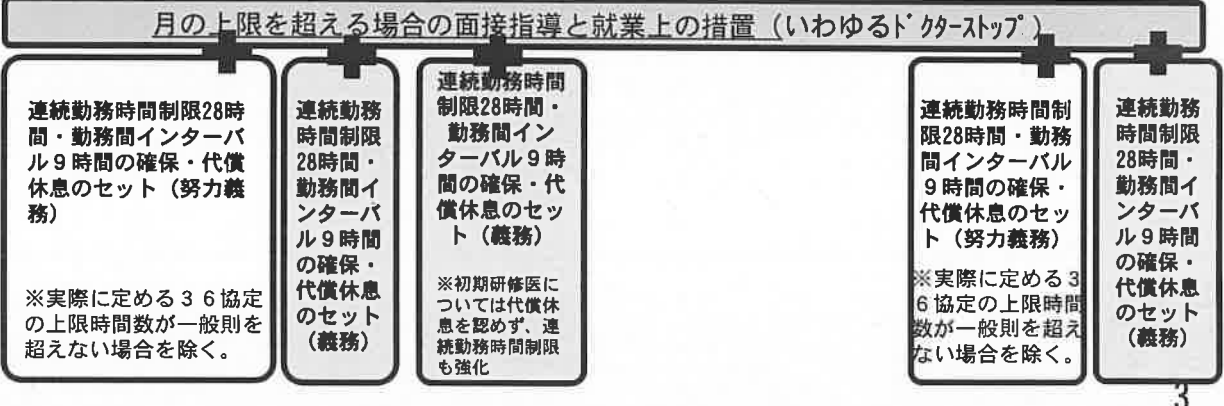 月の上限を超える場合の面接指導と就業上の措置(いわゆるドクターストップ)
連続勤務時間制限28時
間・勤務間インターバ
ル9時間の確保・代償
休息のセット(努力義
務)
※実際に定める36協定
の上限時間数が一般則を
超えない場合を除く。
連続勤務
時間制限
28時間・
勤務間イ
ンターバ
ル9時間
の確保・
代償休息
のセット
(義務)
連続勤務時間
制限28時間・
勤務間イン
ターバル9時
間の確保・代
償休息のセッ
ト(義務)
※初期研修医に
ついては代償休
息を認めず、連
続勤務時間制限
も強化
連続勤務時間制
限28時間・勤務
間インターバル
9時間の確保・
代償休息のセッ
ト(努力義務)
※実際に定める3
6協定の上限時間
数が一般則を超え
ない場合を除く。
連続勤務
時間制限
28時間・
勤務間イ
ンターバ
ル9時間
の確保・
代償休息
のセット
(義務)
3